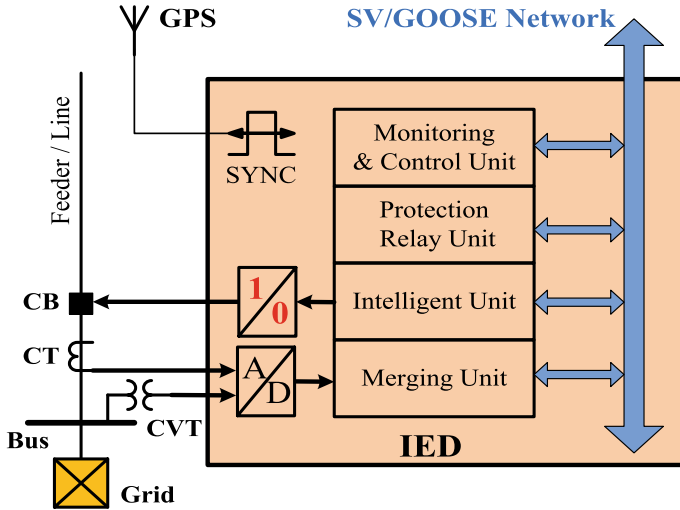 GPS
SV/GOOSE Network
Feeder / Line
SYNC
Monitoring
& Control Unit
Protection
Relay Unit
CB
1
0
Intelligent Unit
CT
A
D
Merging Unit
CVT
Bus
IED
Grid